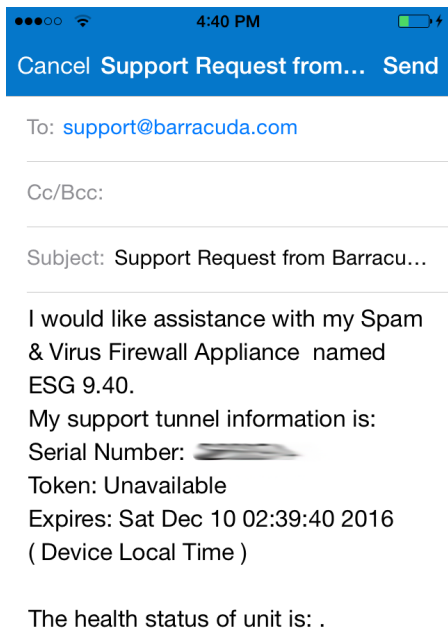 4:40 PM
Cancel Support Request from... Send
To: support@barracuda.com
Cc/Bcc:
Subject: Support Request from Barracu...
I would like assistance with my Spam
& Virus Firewall Appliance  named
ESG 9.40.
My support tunnel information is:
Serial Number:
Token: Unavailable
Expires: Sat Dec 10 02:39:40 2016
( Device Local Time )
The health status of unit is: .